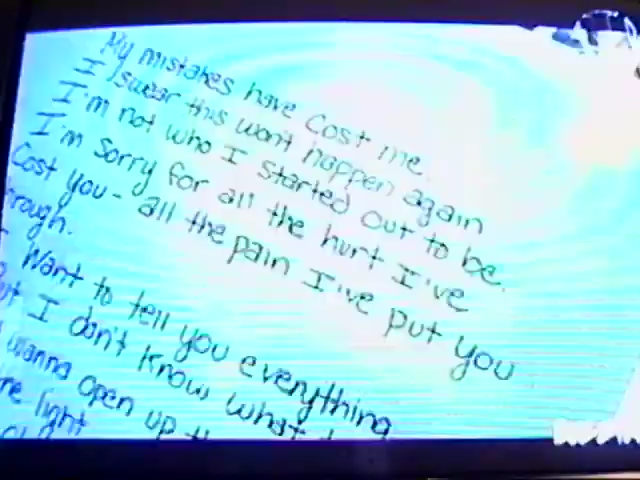 My mistakes have Cost me.
I swear this won't happen again
I'm not who I started out to be.
I'm sorry for all the hurt I've
Cost you - all the pain I've put you
Want to tell you everything
I don't know what
wanna open up
light